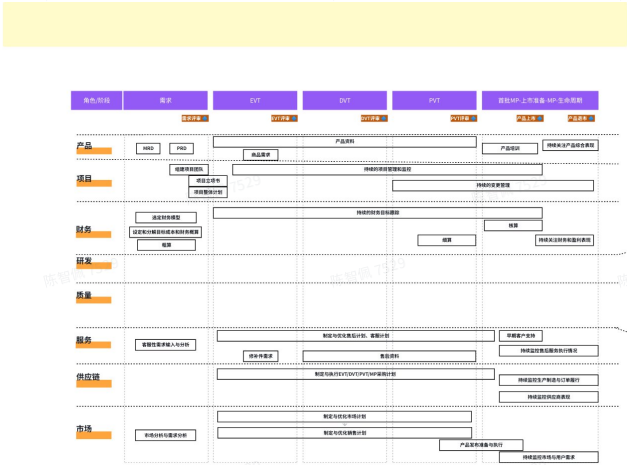 角色/阶段 需求 EVT DVT PVT 首批MP-上市准备-MP-生命周期
需求评审 EVT评审 DVT评审 PVT评审 产品上市 产品退市
产品
MRD PRD 产品资料 产品培训 持续关注产品综合表现
商品需求
项目
组建项目团队 持续的项目管理和监控
项目立项书 持续的变更管理
项目整体计划
财务
选定财务模型 持续的财务目标跟踪
设定和分解目标成本和财务概算 核算
概算 结算 持续关注财务和盈利表现
研发
质量
服务
客服性需求输入与分析 制定与优化售后计划、客服计划 早期客户支持
修补件需求 售后资料 持续监控售后服务执行情况
供应链
制定与执行EVT/DVT/PVT/MP采购计划 持续监控生产制造与订单履行
持续监控供应商表现
市场
制定与优化市场计划
市场分析与需求分析 制定与优化销售计划
产品发布准备与执行
持续监控市场与用户需求
陈智佩 7529